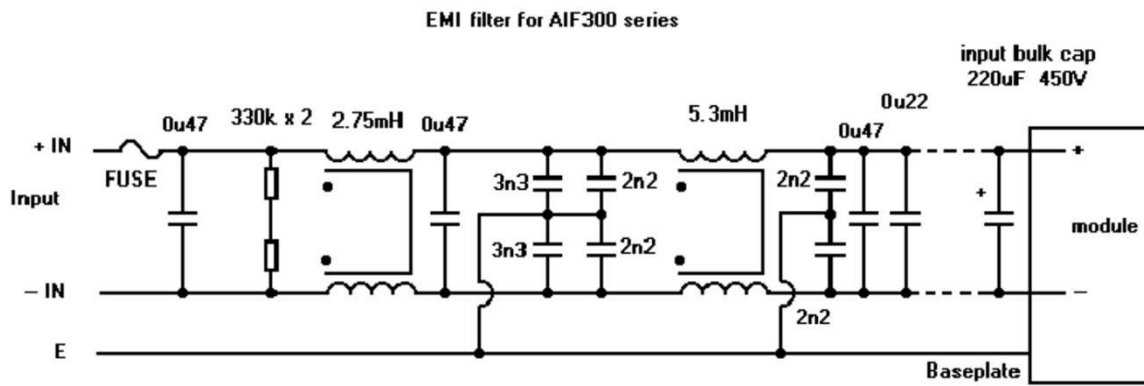 EMI filter for AIF300 series
input bulk cap
220uF 450V
0u47
330k x 2
2.75mH
0u47
5.3mH
0u47
0u22
+ IN
FUSE
Input
3n3
2n2
2n2
+
+
module
3n3
2n2
− IN
2n2
−
E
Baseplate